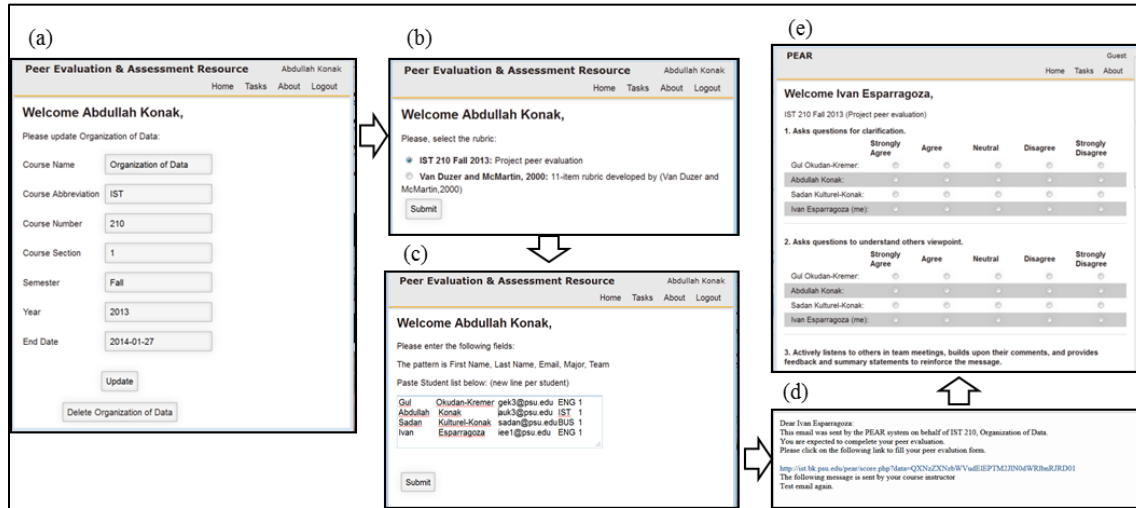 (a)
Peer Evaluation & Assessment Resource Abdullah Konak
Home Tasks About Logout
Welcome Abdullah Konak,
Please update Organization of Data:
Course Name Organization of Data
Course Abbreviation IST
Course Number 210
Course Section 1
Semester Fall
Year 2013
End Date 2014-01-27
Update
Delete Organization of Data
(b)
Peer Evaluation & Assessment Resource Abdullah Konak
Home Tasks About Logout
Welcome Abdullah Konak,
Please, select the rubric:
IST 210 Fall 2013: Project peer evaluation
Van Duzer and McMartin, 2000: 11-item rubric developed by (Van Duzer and
McMartin,2000)
Submit
(c)
Peer Evaluation & Assessment Resource Abdullah Konak
Home Tasks About Logout
Welcome Abdullah Konak,
Please enter the following fields:
The pattern is First Name, Last Name, Email, Major, Team
Paste Student list below: (new line per student)
Gul Okudan-Kremer gek3@psu.edu ENG 1
Abdullah Konak auk3@psu.edu IST 1
Sadan Kulturel-Konak sadan@psu.edu BUS 1
Ivan Esparragoza iee1@psu.edu ENG 1
Submit
(e)
PEAR Guest
Home Tasks About
Welcome Ivan Esparragoza,
IST 210 Fall 2013 (Project peer evaluation)
1. Asks questions for clarification.
Strongly Agree Agree Neutral Disagree Strongly Disagree
Gul Okudan-Kremer:
Abdullah Konak:
Sadan Kulturel-Konak:
Ivan Esparragoza (me):
2. Asks questions to understand others viewpoint.
Strongly Agree Agree Neutral Disagree Strongly Disagree
Gul Okudan-Kremer:
Abdullah Konak:
Sadan Kulturel-Konak:
Ivan Esparragoza (me):
3. Actively listens to others in team meetings, builds upon their comments, and provides
feedback and summary statements to reinforce the message.
(d)
Dear Ivan Esparragoza:
This email was sent by the PEAR system on behalf of IST 210, Organization of Data.
You are expected to compelete your peer evaluation.
Please click on the following link to fill your peer evalution form.
The following message is sent by your course instructor
Test email again.